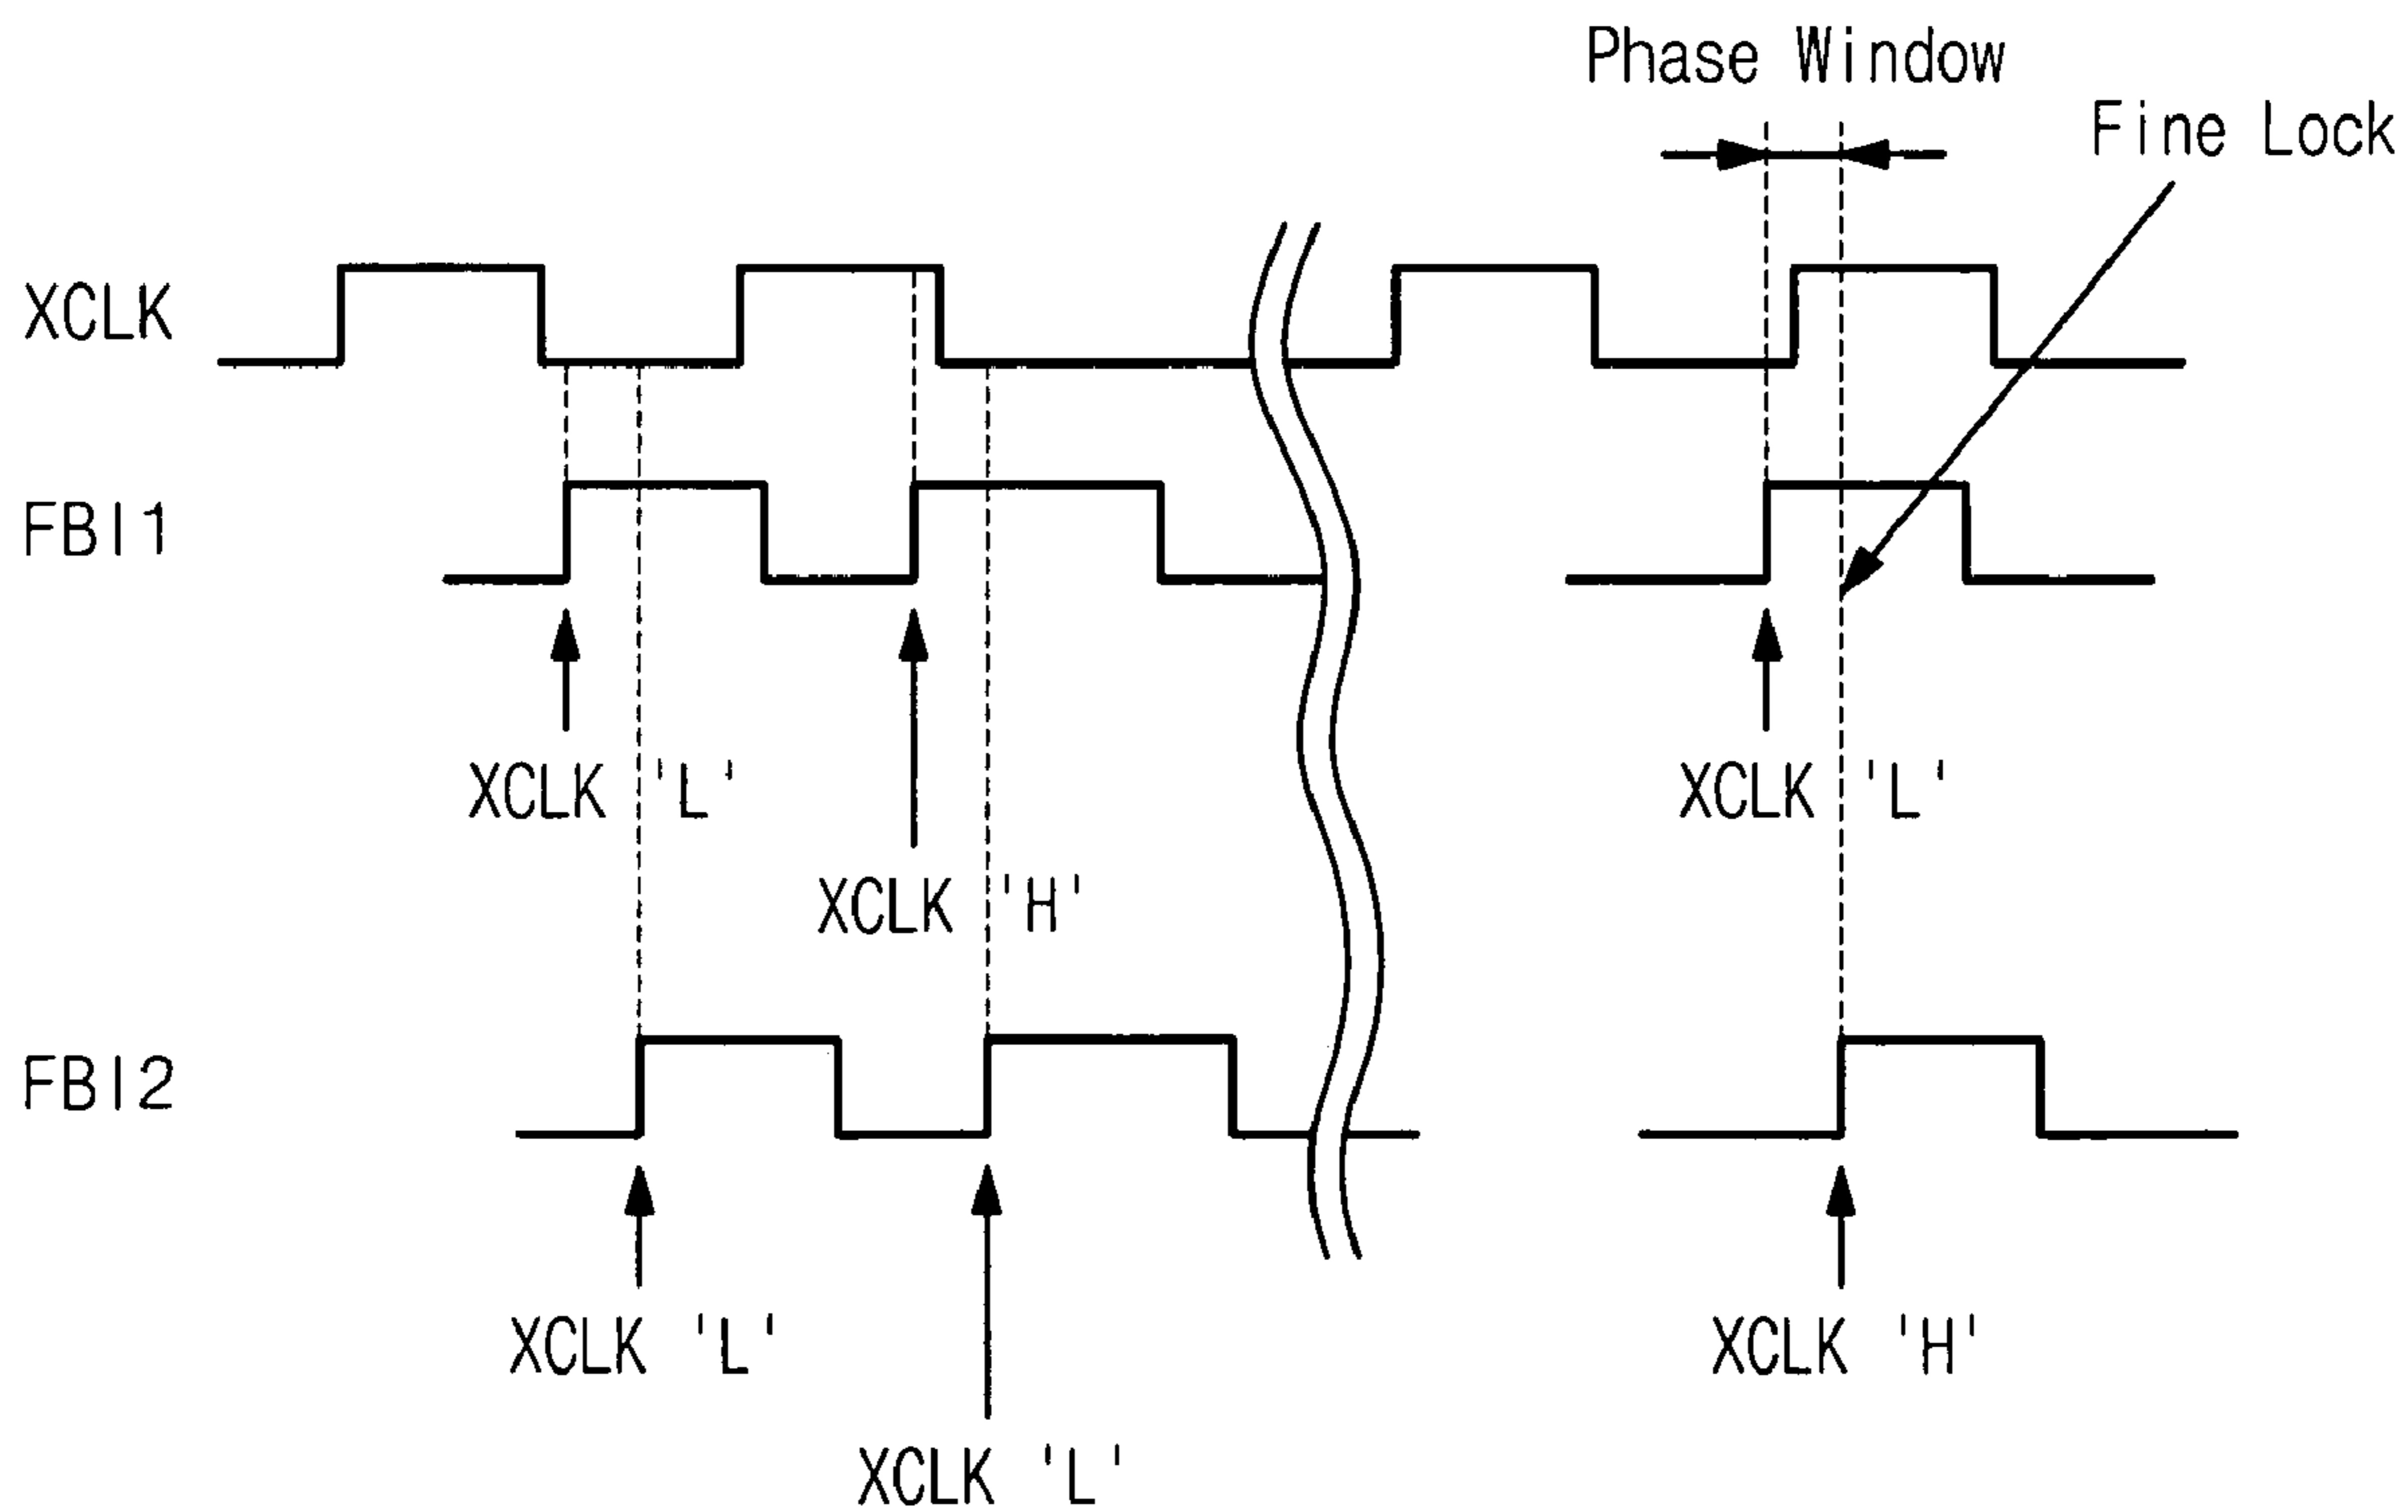 Phase Window
Fine Lock
XCLK
FBI1
XCLK 'L'
XCLK 'L'
XCLK 'H'
FBI2
XCLK 'L'
XCLK 'H'
XCLK 'L'